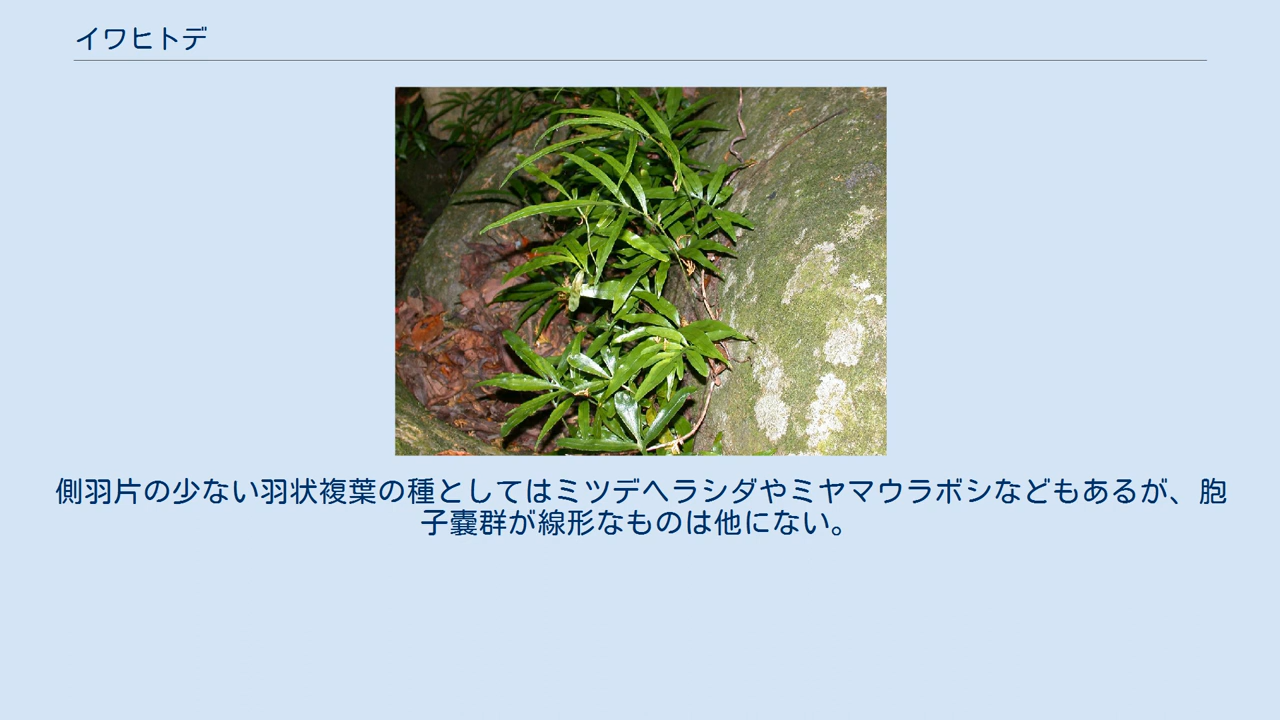 イワヒトデ
側羽片の少ない羽状複葉の種としてはミツデヘラシダやミヤマウラボシなどもあるが、胞
子嚢群が線形なものは他にない。